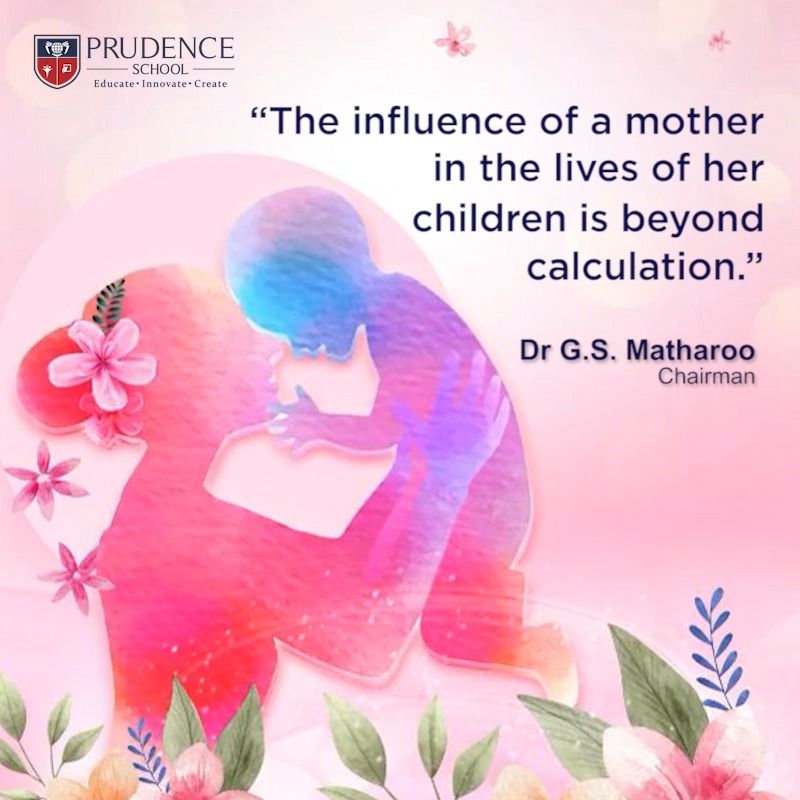 PRUDENCE
SCHOOL
Educate • Innovate • Create
“The influence of a mother
in the lives of her
children is beyond
calculation.”
Dr G.S. Matharoo
Chairman